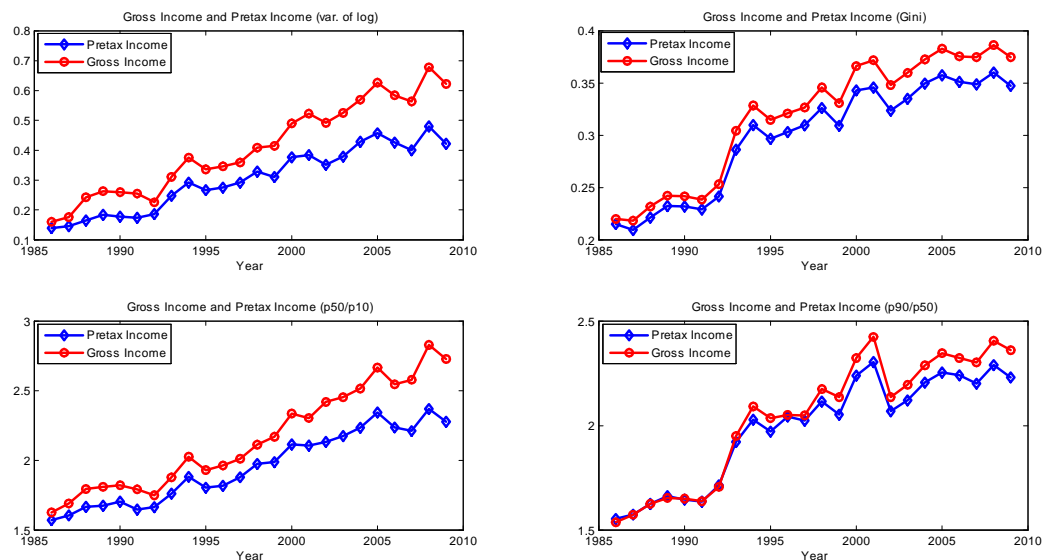 Gross Income and Pretax Income (var. of log)
0.8
0.7
0.6
0.5
0.4
0.3
0.2
0.1
Pretax Income
Gross Income
1985 1990 1995 2000 2005 2010
Year
Gross Income and Pretax Income (Gini)
0.4
0.35
0.3
0.25
0.2
Pretax Income
Gross Income
1985 1990 1995 2000 2005 2010
Year
Gross Income and Pretax Income (p50/p10)
3
2.5
2
1.5
Pretax Income
Gross Income
1985 1990 1995 2000 2005 2010
Year
Gross Income and Pretax Income (p90/p50)
2.5
2
1.5
Pretax Income
Gross Income
1985 1990 1995 2000 2005 2010
Year